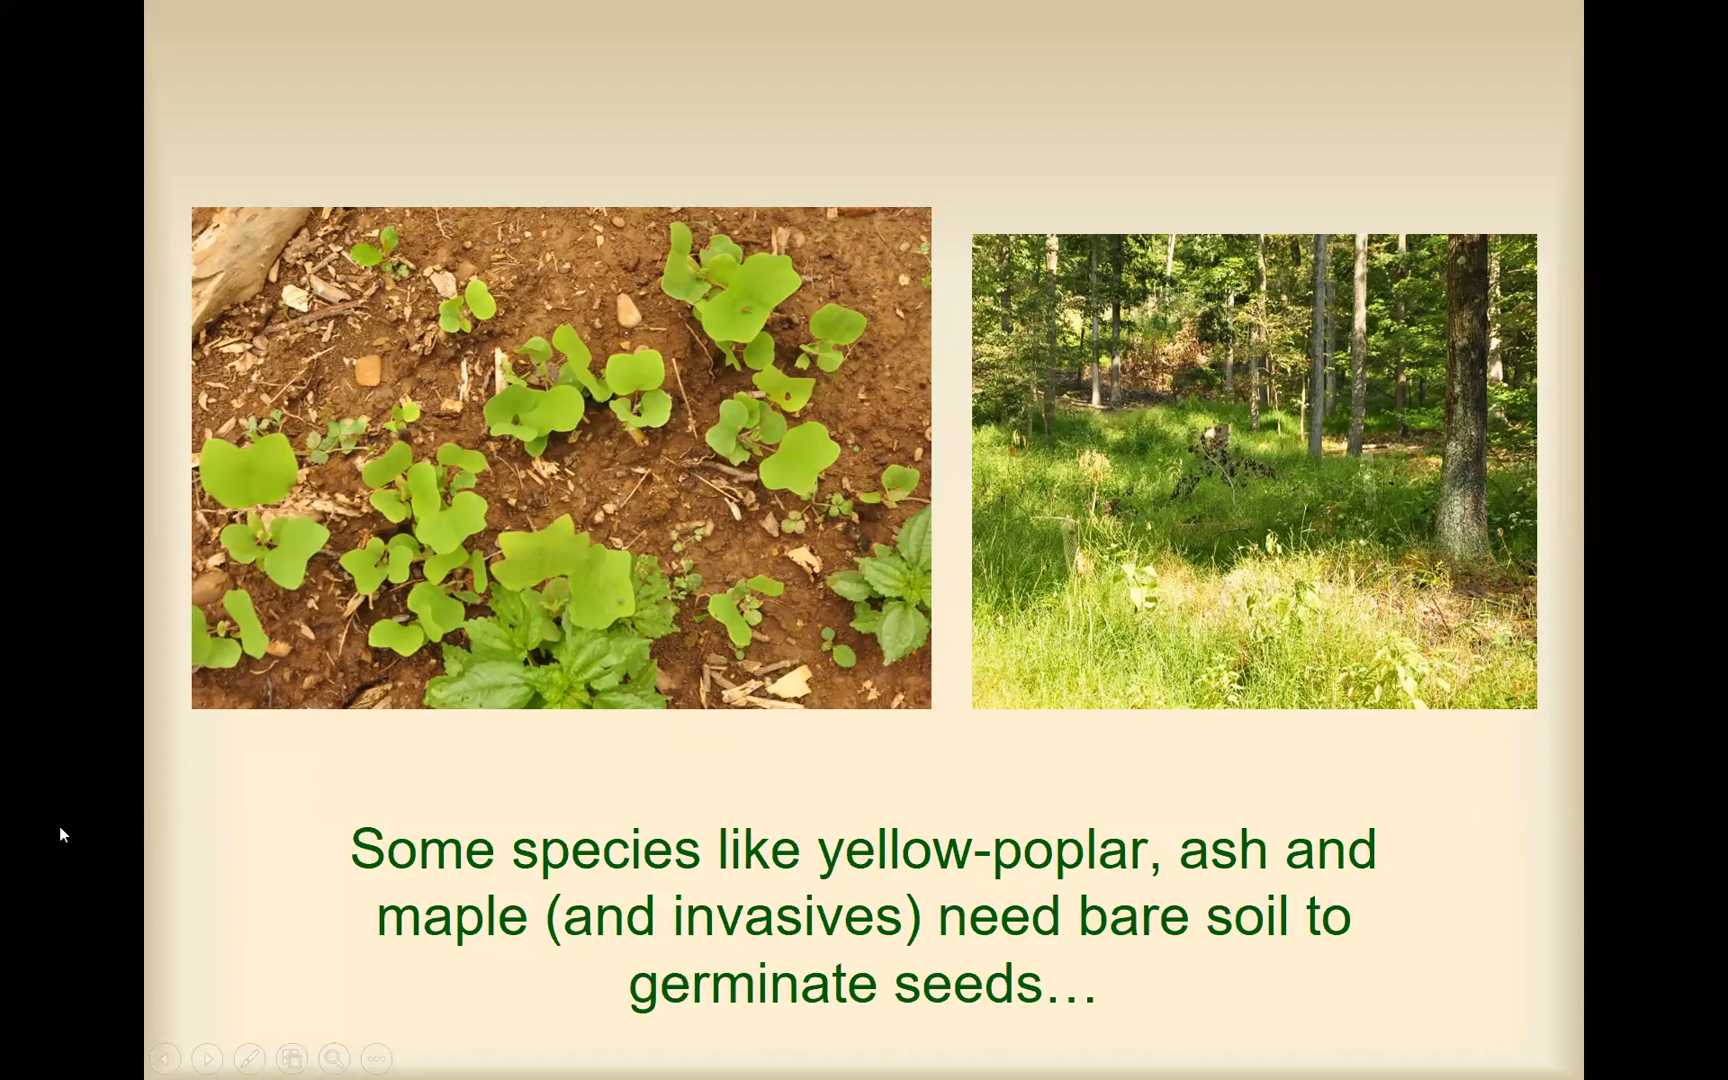 Some species like yellow-poplar, ash and
maple (and invasives) need bare soil to
germinate seeds…